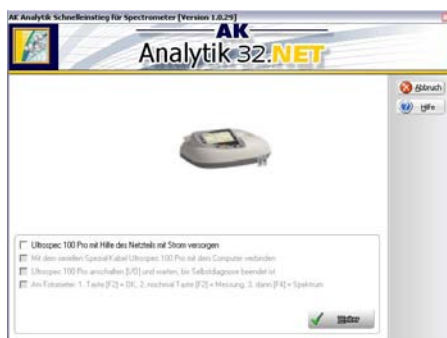 AK Analytik Schnelleinstieg für Spectrometer [Version 1.0.29]
AK
Analytik 32.NET
Abbruch
Hilfe
Ultrospec 100 Pro mit Hilfe des Netzteils mit Strom versorgen
Mit dem seriellen Spezial-Kabel Ultrospec 100 Pro mit dem Computer verbinden
Ultrospec 100 Pro anschalten [I/O] und warten, bis Selbstdiagnose beendet ist
Am Fotometer: 1. Taste [F2] = OK, 2. nochmal Taste [F2] = Messung, 3. dann [F4] = Spektrum
Weiter